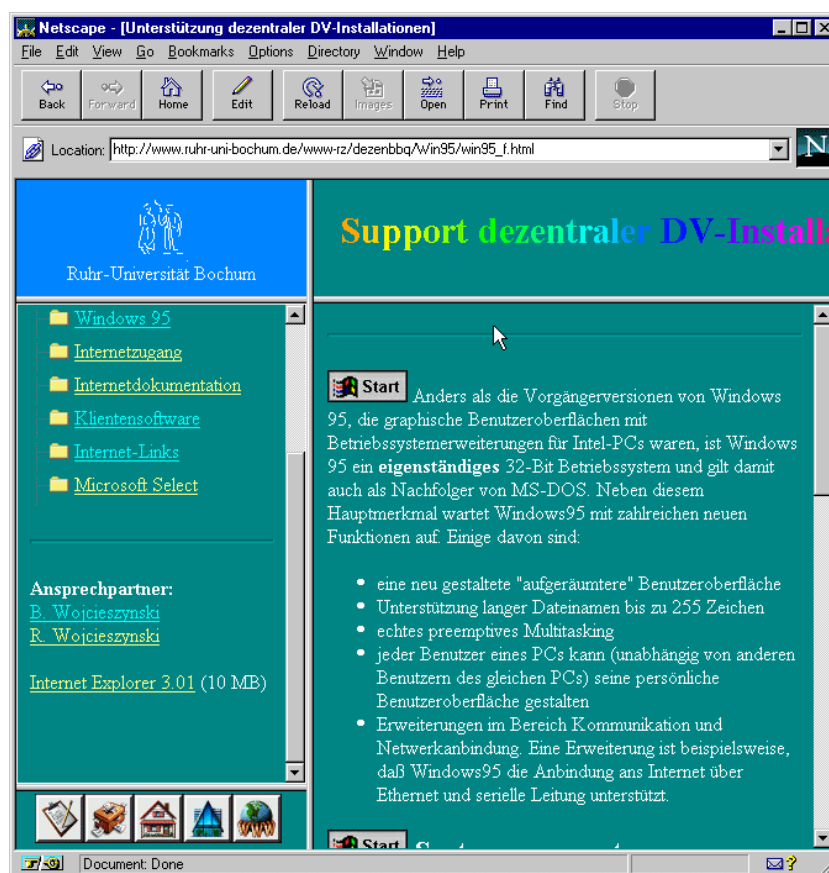 Netscape - [Unterstützung dezentraler DV-Installationen]
File Edit View Go Bookmarks Options Directory Window Help
Back Forward Home Edit Reload Images Open Print Find Stop
Location: http://www.ruhr-uni-bochum.de/www-rz/dezenbbq/Win95/win95_f.html
N
Ruhr-Universität Bochum
Support dezentraler DV-Install
Windows 95
Internetzugang
Internetdokumentation
Klientensoftware
Internet-Links
Microsoft Select
Ansprechpartner:
B. Wojcieszynski
R. Wojcieszynski
Internet Explorer 3.01 (10 MB)
Start Anders als die Vorgängerversionen von Windows
95, die graphische Benutzeroberflächen mit
Betriebssystemerweiterungen für Intel-PCs waren, ist Windows
95 ein eigenständiges 32-Bit Betriebssystem und gilt damit
auch als Nachfolger von MS-DOS. Neben diesem
Hauptmerkmal wartet Windows95 mit zahlreichen neuen
Funktionen auf. Einige davon sind:
eine neu gestaltete "aufgeräumtere" Benutzeroberfläche
Unterstützung langer Dateinamen bis zu 255 Zeichen
echtes preemptives Multitasking
jeder Benutzer eines PCs kann (unabhängig von anderen
Benutzern des gleichen PCs) seine persönliche
Benutzeroberfläche gestalten
Erweiterungen im Bereich Kommunikation und
Netwerkanbindung. Eine Erweiterung ist beispielsweise,
daß Windows95 die Anbindung ans Internet über
Ethernet und serielle Leitung unterstützt.
Start
Document: Done